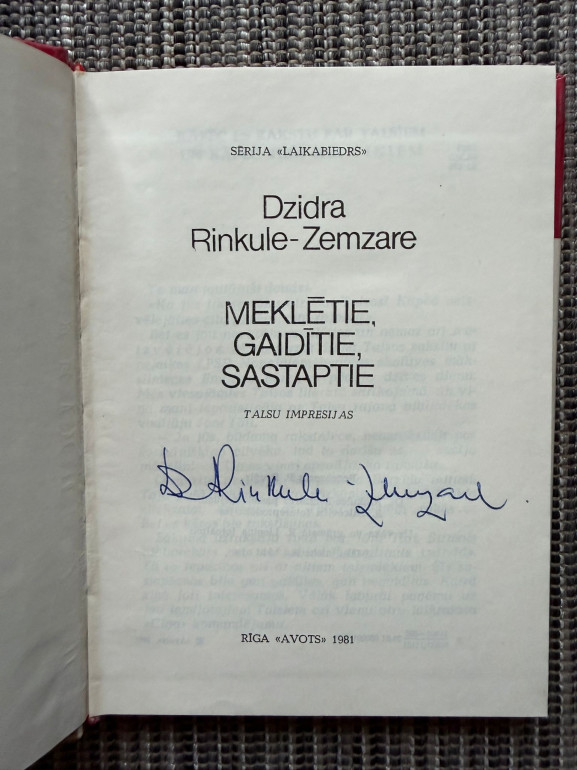 SĒRIJA «LAIKABIEDRS»
Dzidra
Rinkule-Zemzare
MEKLĒTIE,
GAIDĪTIE,
SASTAPTIE
TALSU IMPRESIJAS
D Rinkule-Zemzare
RĪGA «AVOTS» 1981